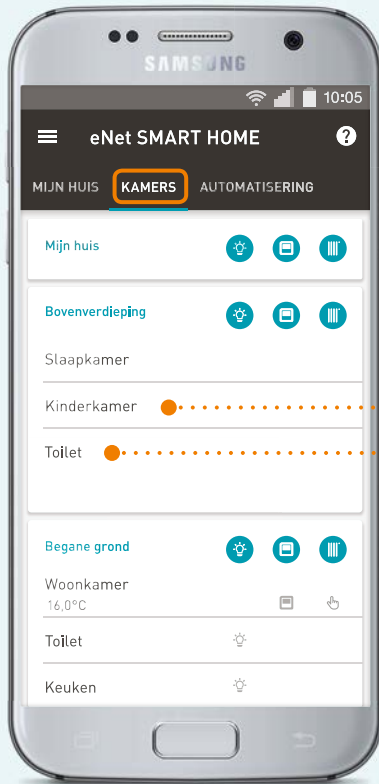 SAMSUNG
10:05
eNet SMART HOME ?
MIJN HUIS KAMERS AUTOMATISERING
Mijn huis
Bovenverdieping
Slaapkamer
Kinderkamer
Toilet
Begane grond
Woonkamer
16,0°C
Toilet
Keuken